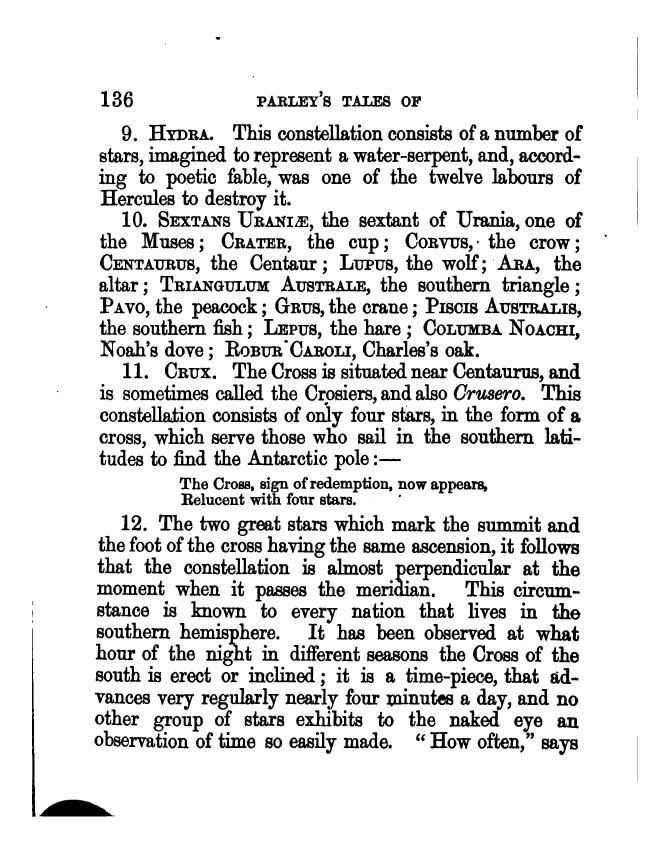 136 PARLEY'S TALES OF
9. HYDRA. This constellation consists of a number of
stars, imagined to represent a water-serpent, and, accord-
ing to poetic fable, was one of the twelve labours of
Hercules to destroy it.
10. SEXTANS URANIÆ, the sextant of Urania, one of
the Muses; CRATER, the cup; CORVUS, the crow;
CENTAURUS, the Centaur; LUPUS, the wolf; ARA, the
altar; TRIANGULUM AUSTRALE, the southern triangle;
PAVO, the peacock; GRUS, the crane; PISCIS AUSTRALIS,
the southern fish; LEPUS, the hare; COLUMBA NOACHI,
Noah's dove; ROBUR CAROLI, Charles's oak.
11. CRUX. The Cross is situated near Centaurus, and
is sometimes called the Crosiers, and also Crusero. This
constellation consists of only four stars, in the form of a
cross, which serve those who sail in the southern lati-
tudes to find the Antarctic pole:—
The Cross, sign of redemption, now appears,
Relucent with four stars.
12. The two great stars which mark the summit and
the foot of the cross having the same ascension, it follows
that the constellation is almost perpendicular at the
moment when it passes the meridian. This circum-
stance is known to every nation that lives in the
southern hemisphere. It has been observed at what
hour of the night in different seasons the Cross of the
south is erect or inclined; it is a time-piece, that ad-
vances very regularly nearly four minutes a day, and no
other group of stars exhibits to the naked eye an
observation of time so easily made. "How often," says